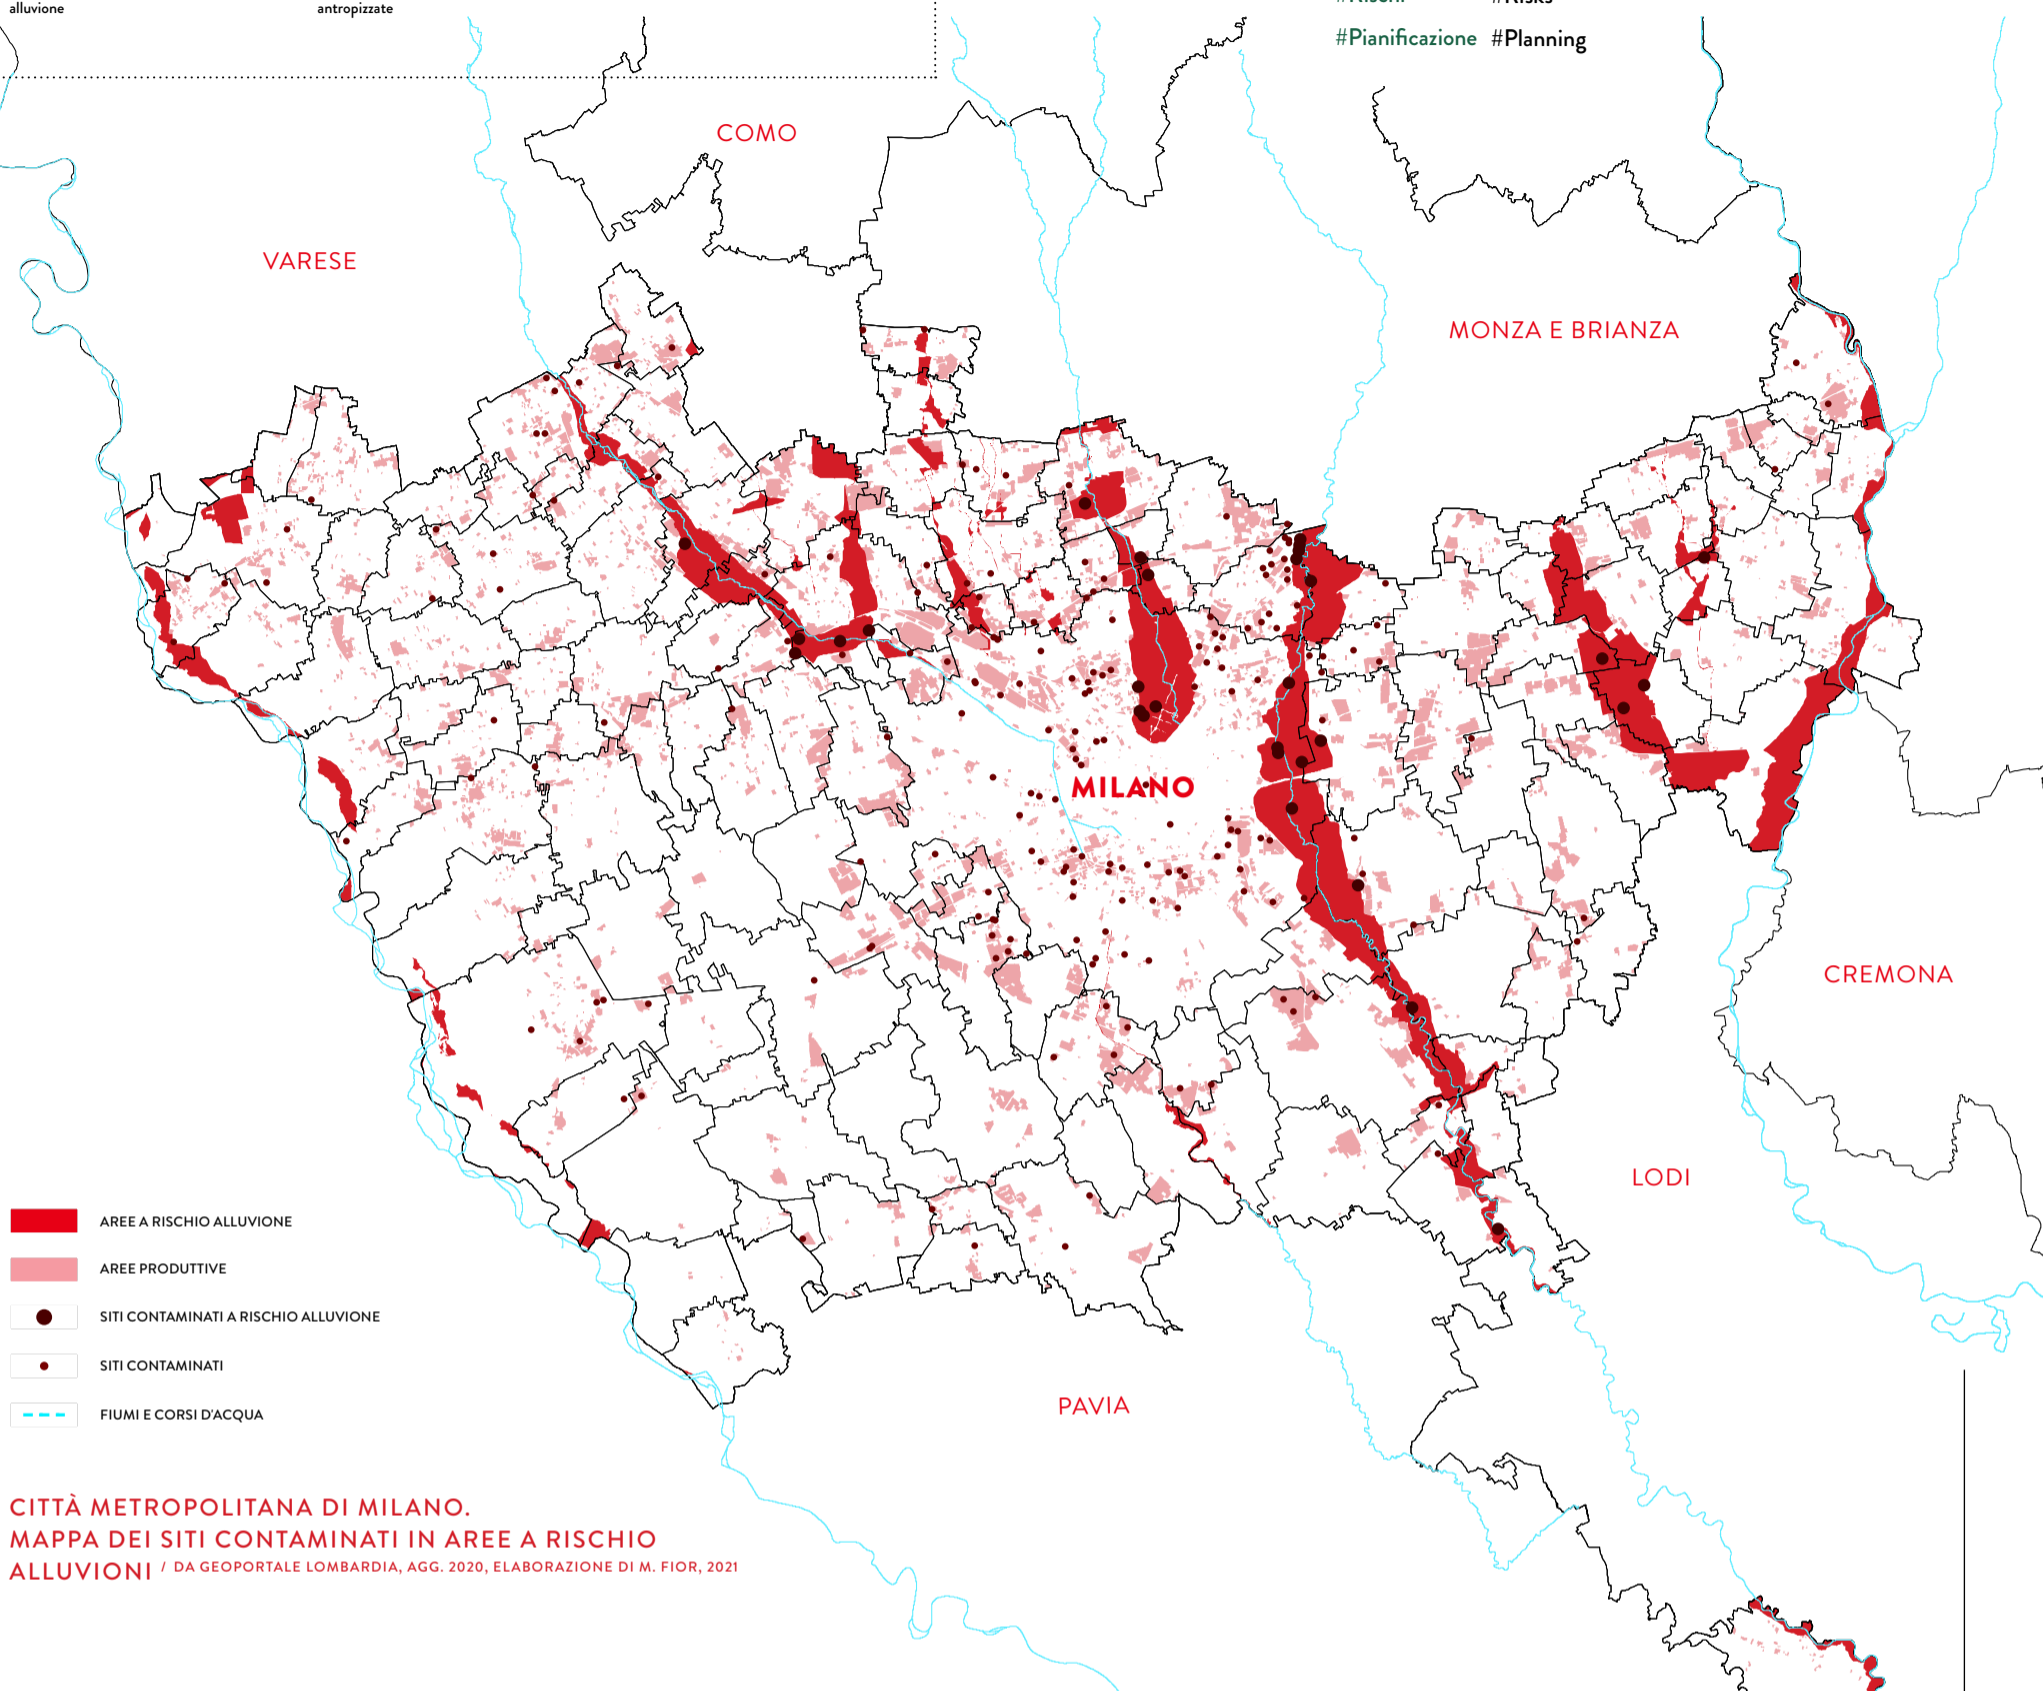 alluvione
antropizzate
#Pianificazione #Planning
COMO
VARESE
MONZA E BRIANZA
MILANO
CREMONA
LODI
PAVIA
AREE A RISCHIO ALLUVIONE
AREE PRODUTTIVE
SITI CONTAMINATI A RISCHIO ALLUVIONE
SITI CONTAMINATI
FIUMI E CORSI D'ACQUA
CITTÀ METROPOLITANA DI MILANO.
MAPPA DEI SITI CONTAMINATI IN AREE A RISCHIO
ALLUVIONI / DA GEOPORTALE LOMBARDIA, AGG. 2020, ELABORAZIONE DI M. FIOR, 2021